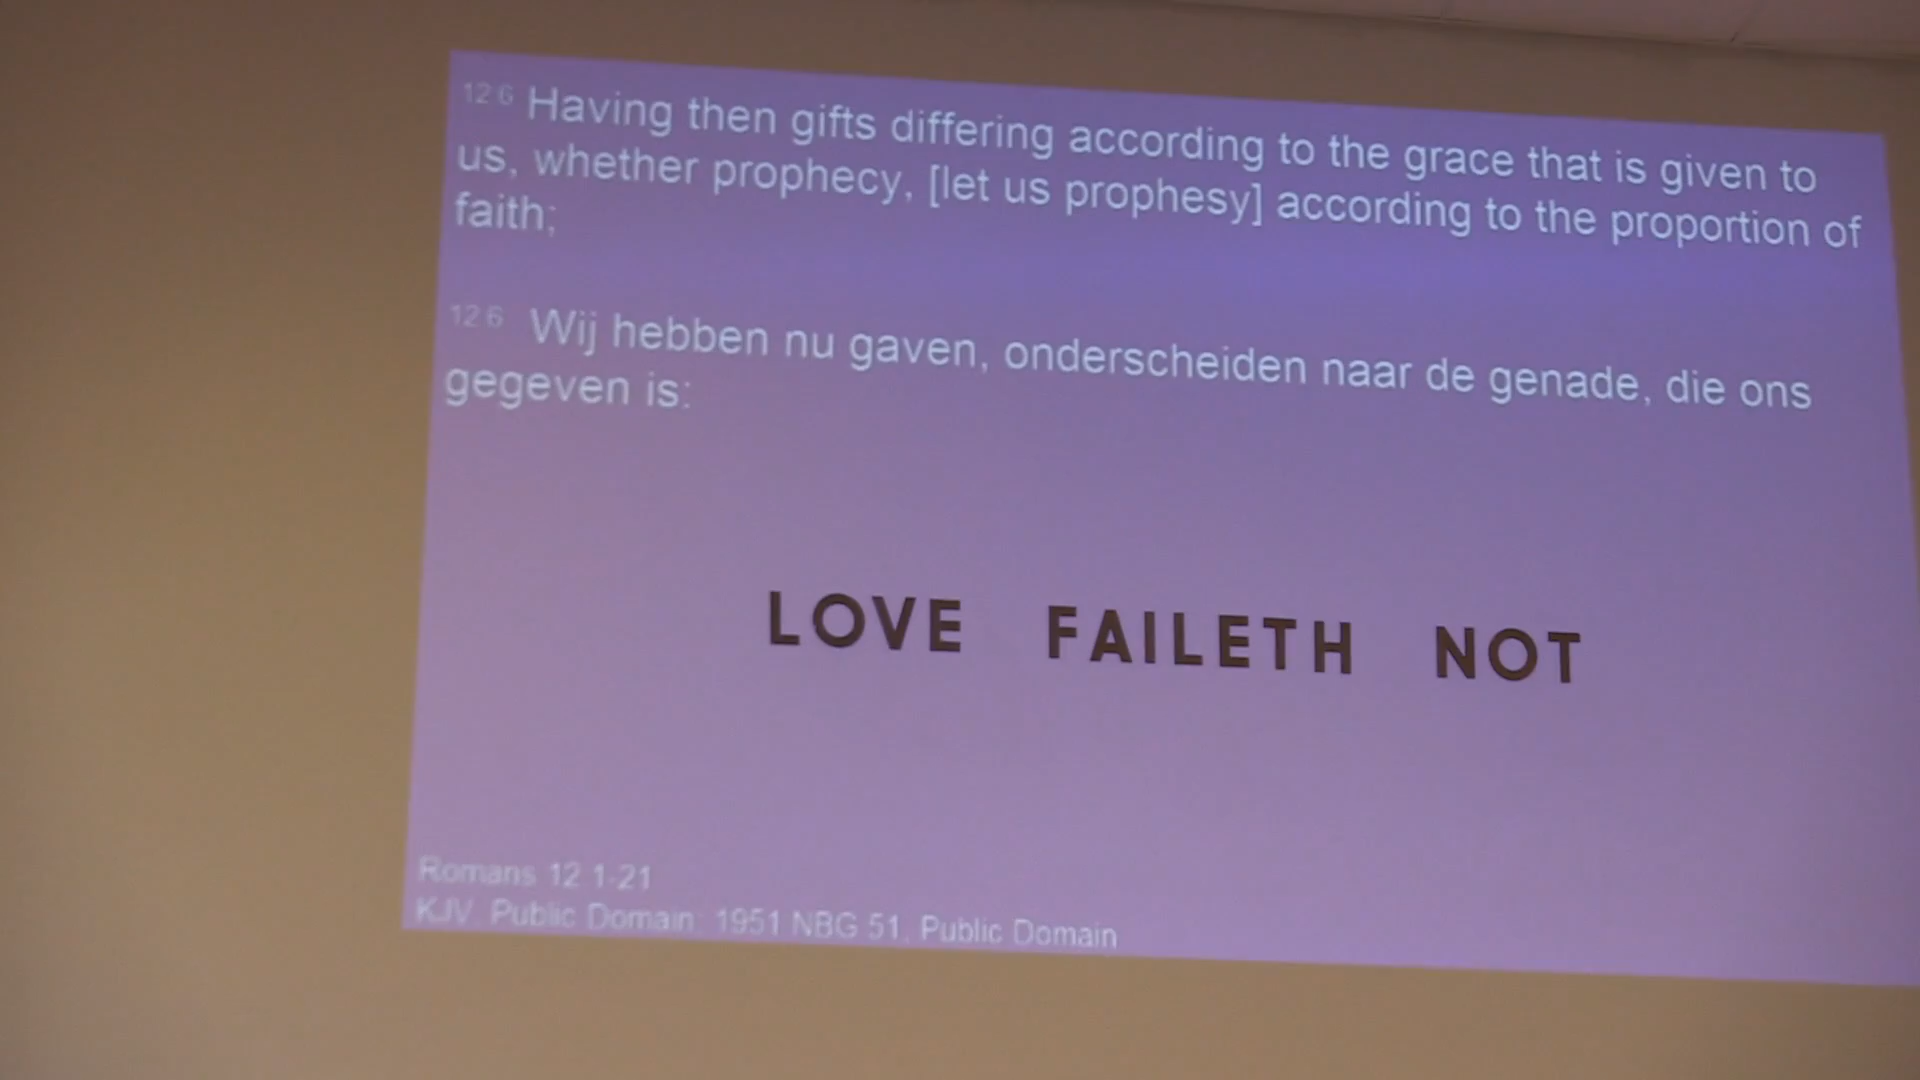 12:6 Having then gifts differing according to the grace that is given to
us, whether prophecy, [let us prophesy] according to the proportion of
faith;
12:6 Wij hebben nu gaven, onderscheiden naar de genade, die ons
gegeven is:
LOVE FAILETH NOT
Romans 12:1-21
KJV: Public Domain; 1951 NBG 51: Public Domain